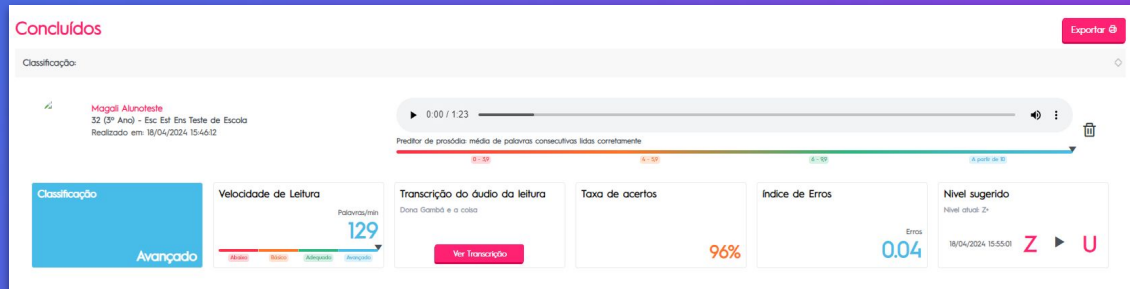 Concluídos
Exportar
Classificação:
Magali Alunoteste
32 (3º Ano) - Esc Est Ens Teste de Escola
Realizado em: 18/04/2024 15:46:12
0:00 / 1:23
Preditor de prosódia: média de palavras consecutivas lidas corretamente
0 - 3,9
4 - 5,9
6 - 9,9
A partir de 10
Classificação
Avançado
Velocidade de Leitura
Palavras/min
129
Abaixo Básico Adequado Avançado
Transcrição do áudio da leitura
Dona Gambá e a coisa
Ver Transcrição
Taxa de acertos
96%
Índice de Erros
Erros
0.04
Nível sugerido
Nível atual: Z+
18/04/2024 15:55:01 Z U